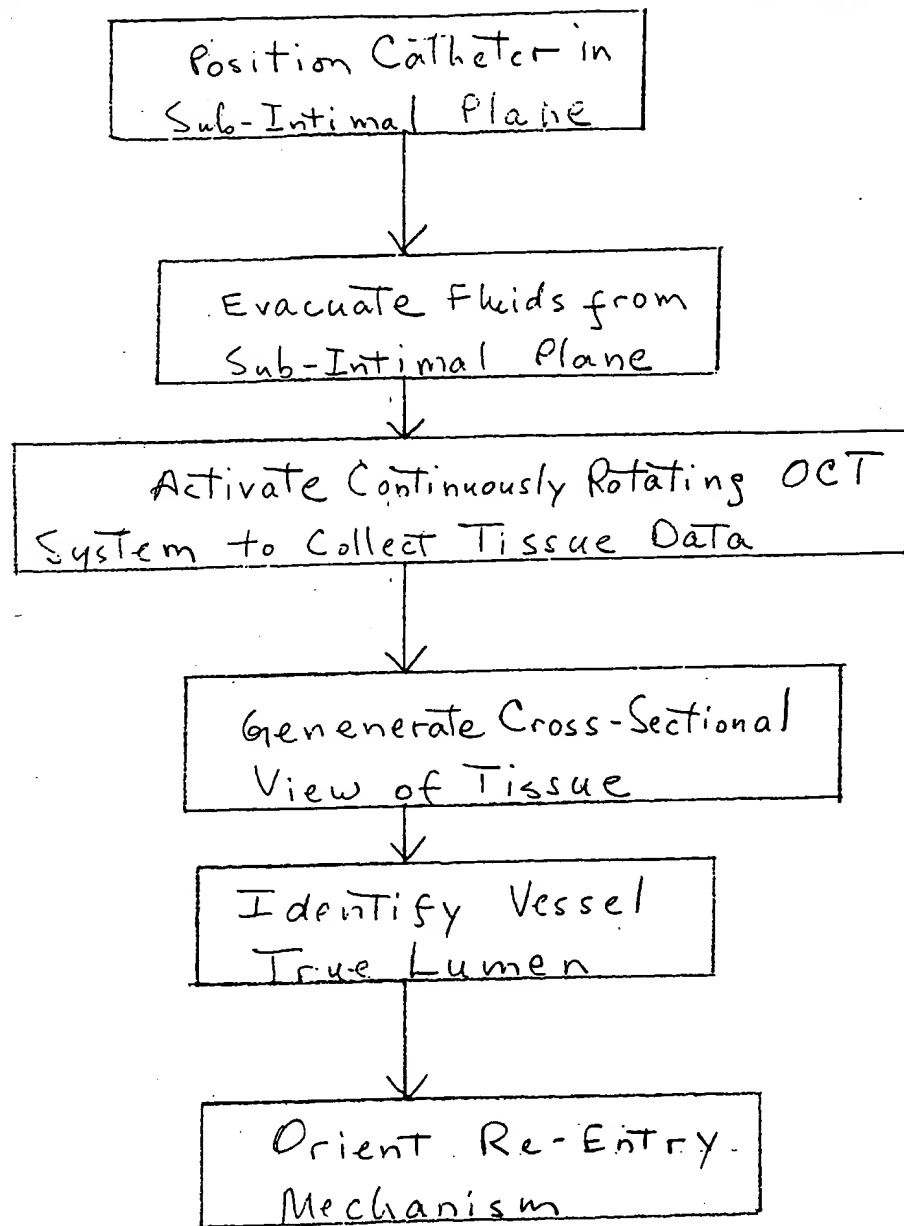 Position Catheter in
Sub-Intimal Plane
Evacuate Fluids from
Sub-Intimal Plane
Activate Continuously Rotating OCT
System to Collect Tissue Data
Genenerate Cross-Sectional
View of Tissue
Identify Vessel
True Lumen
Orient Re-Entry
Mechanism